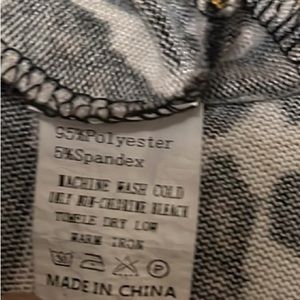 95%Polyester
5%Spandex
MACHINE WASH COLD
ONLY NON-CHLORINE BLEACH
TUMBLE DRY LOW
WARM IRON
P
MADE IN CHINA